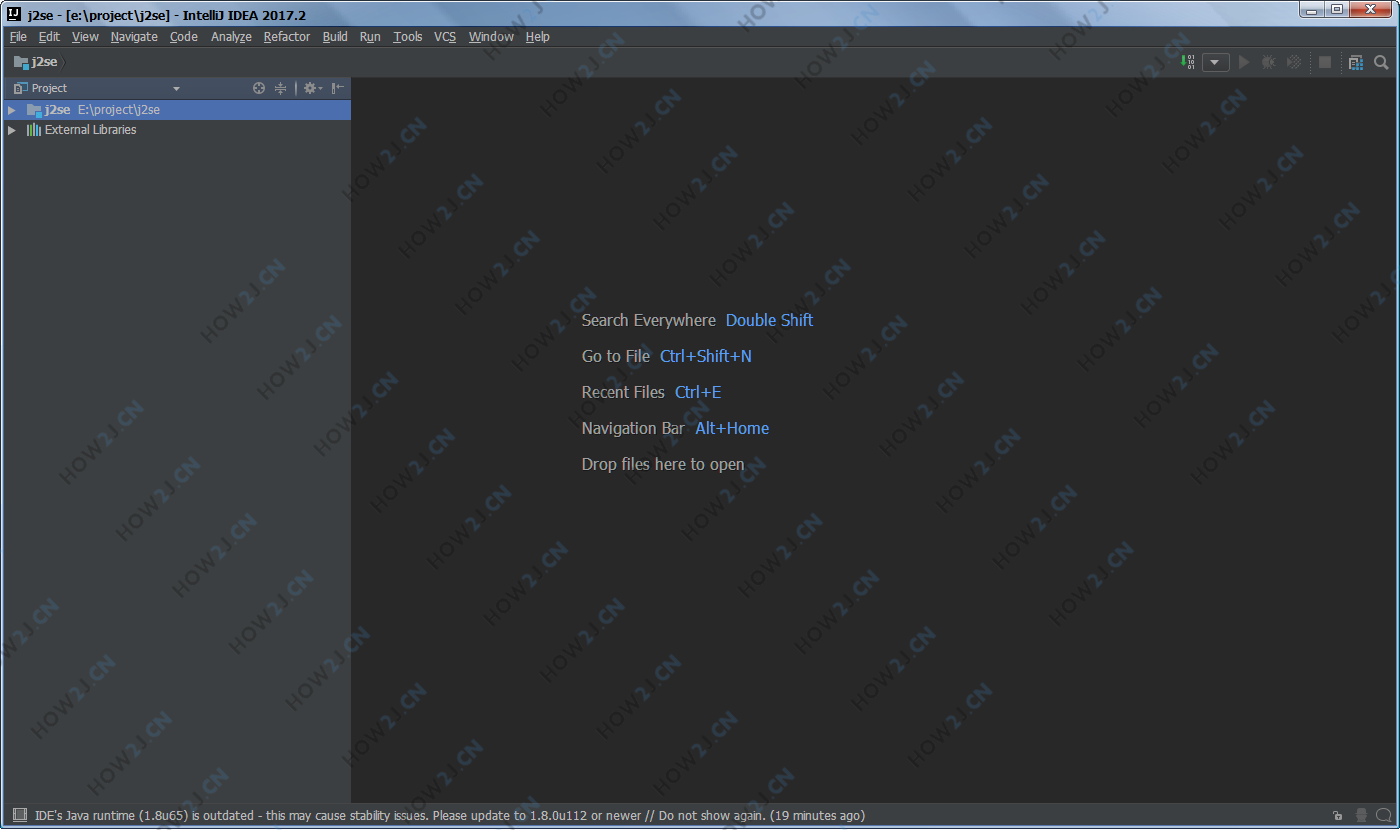 j2se - [e:\project\j2se] - IntelliJ IDEA 2017.2
File Edit View Navigate Code Analyze Refactor Build Run Tools VCS Window Help
j2se
Project
j2se E:\project\j2se
External Libraries
Search Everywhere Double Shift
Go to File Ctrl+Shift+N
Recent Files Ctrl+E
Navigation Bar Alt+Home
Drop files here to open
IDE's Java runtime (1.8u65) is outdated - this may cause stability issues. Please update to 1.8.0u112 or newer // Do not show again. (19 minutes ago)
HOW2J.CN